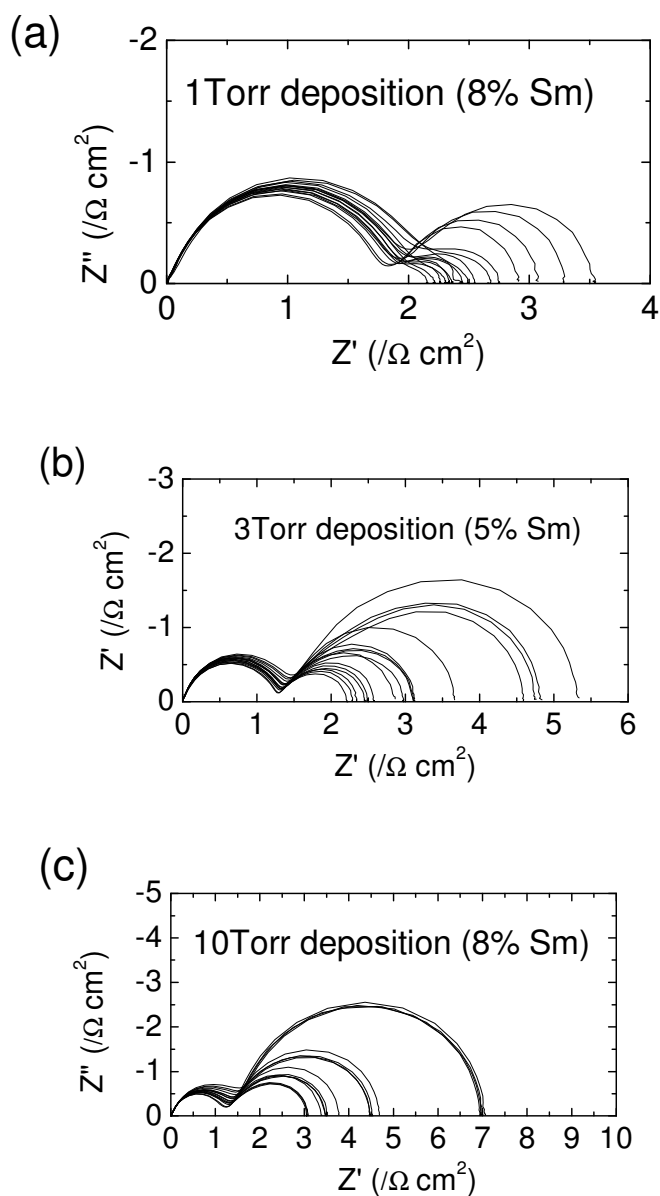 (a)
-2
1Torr deposition (8% Sm)
-1
0
Z'' (/Ω cm²)
0 1 2 3 4
Z' (/Ω cm²)
(b)
-3
3Torr deposition (5% Sm)
-2
-1
0
Z' (/Ω cm²)
0 1 2 3 4 5 6
Z' (/Ω cm²)
(c)
-5
-4
10Torr deposition (8% Sm)
-3
-2
-1
0
Z'' (/Ω cm²)
0 1 2 3 4 5 6 7 8 9 10
Z' (/Ω cm²)